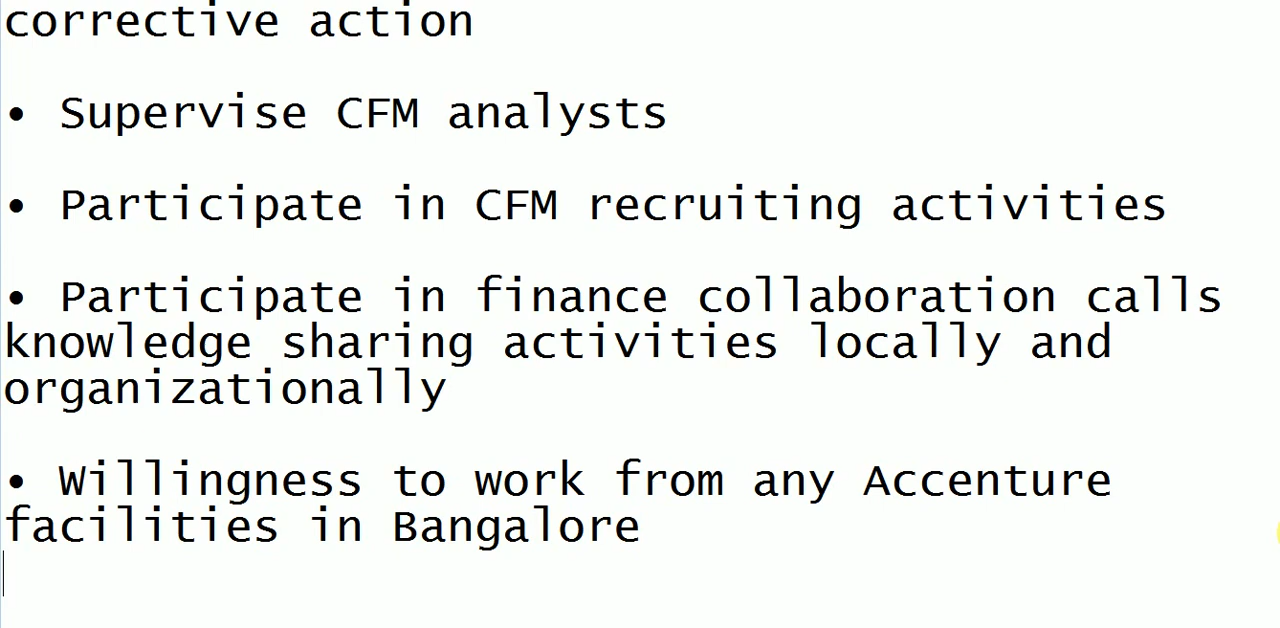 corrective action
• Supervise CFM analysts
• Participate in CFM recruiting activities
• Participate in finance collaboration calls
knowledge sharing activities locally and
organizationally
• Willingness to work from any Accenture
facilities in Bangalore